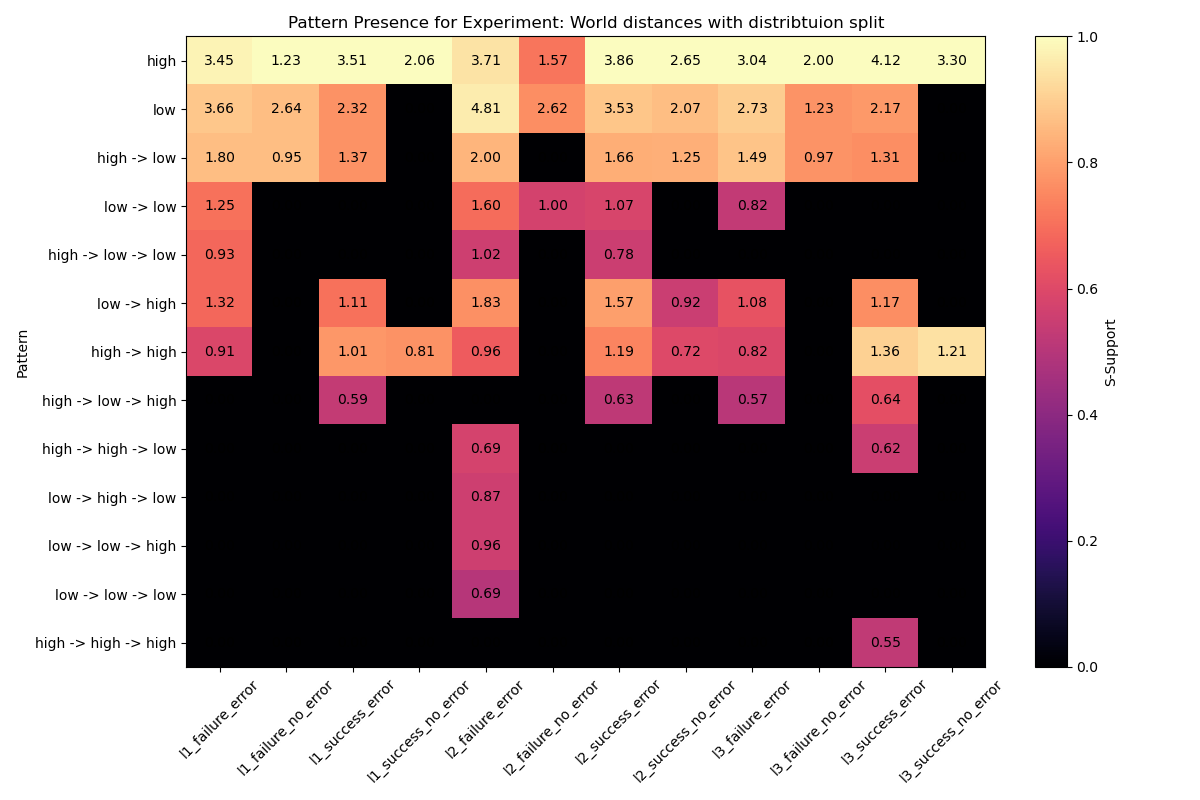 Pattern Presence for Experiment: World distances with distribtuion split
high 3.45 1.23 3.51 2.06 3.71 1.57 3.86 2.65 3.04 2.00 4.12 3.30
low 3.66 2.64 2.32 4.81 2.62 3.53 2.07 2.73 1.23 2.17
high -> low 1.80 0.95 1.37 2.00 1.66 1.25 1.49 0.97 1.31
low -> low 1.25 1.60 1.00 1.07 0.82
high -> low -> low 0.93 1.02 0.78
low -> high 1.32 1.11 1.83 1.57 0.92 1.08 1.17
high -> high 0.91 1.01 0.81 0.96 1.19 0.72 0.82 1.36 1.21
high -> low -> high 0.59 0.63 0.57 0.64
high -> high -> low 0.69 0.62
low -> high -> low 0.87
low -> low -> high 0.96
low -> low -> low 0.69
high -> high -> high 0.55
Pattern
l1_failure_error
l1_failure_no_error
l1_success_error
l1_success_no_error
l2_failure_error
l2_failure_no_error
l2_success_error
l2_success_no_error
l3_failure_error
l3_failure_no_error
l3_success_error
l3_success_no_error
1.0
0.8
0.6
0.4
0.2
0.0
S-Support